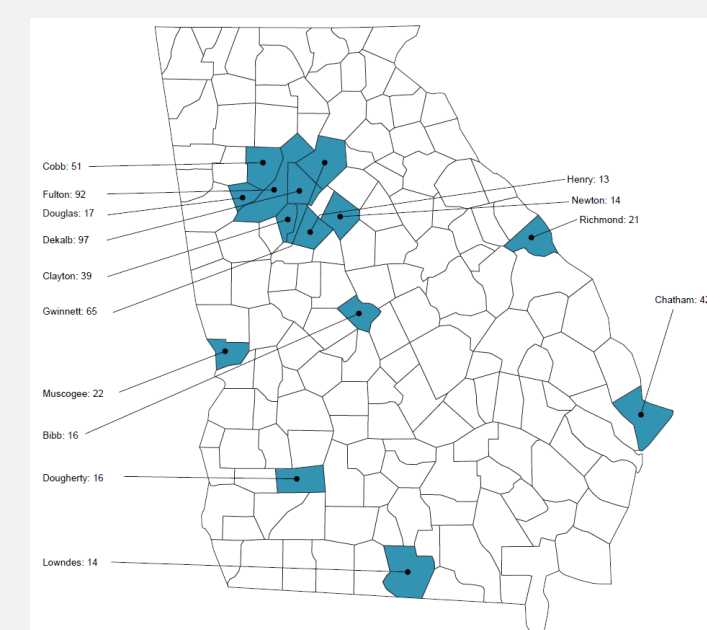 Cobb: 51
Fulton: 92
Douglas: 17
Dekalb: 97
Clayton: 39
Gwinnett: 65
Muscogee: 22
Bibb: 16
Dougherty: 16
Lowndes: 14
Henry: 13
Newton: 14
Richmond: 21
Chatham: 42